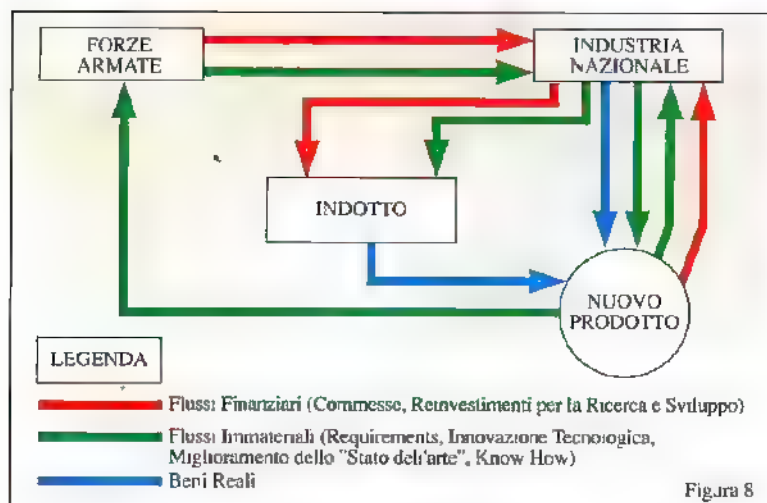 FORZE
ARMATE
INDUSTRIA
NAZIONALE
INDOTTO
NUOVO
PRODOTTO
LEGENDA
Flussi Finanziari (Commesse, Reinvestimenti per la Ricerca e Sviluppo)
Flussi Immateriali (Requirements, Innovazione Tecnologica,
Miglioramento dello "Stato dell'arte", Know How)
Beni Reali
Figura 8